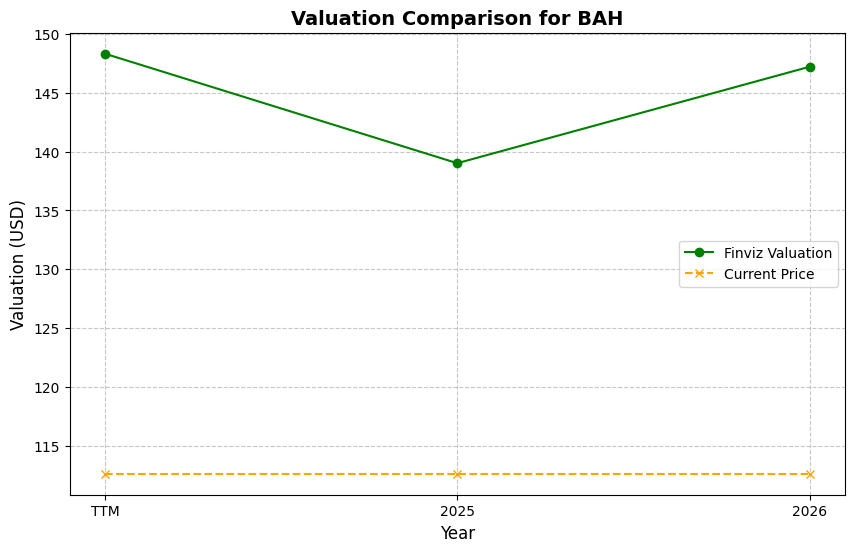 Valuation Comparison for BAH
Valuation (USD)
150
145
140
135
130
125
120
115
Finviz Valuation
Current Price
TTM
2025
2026
Year